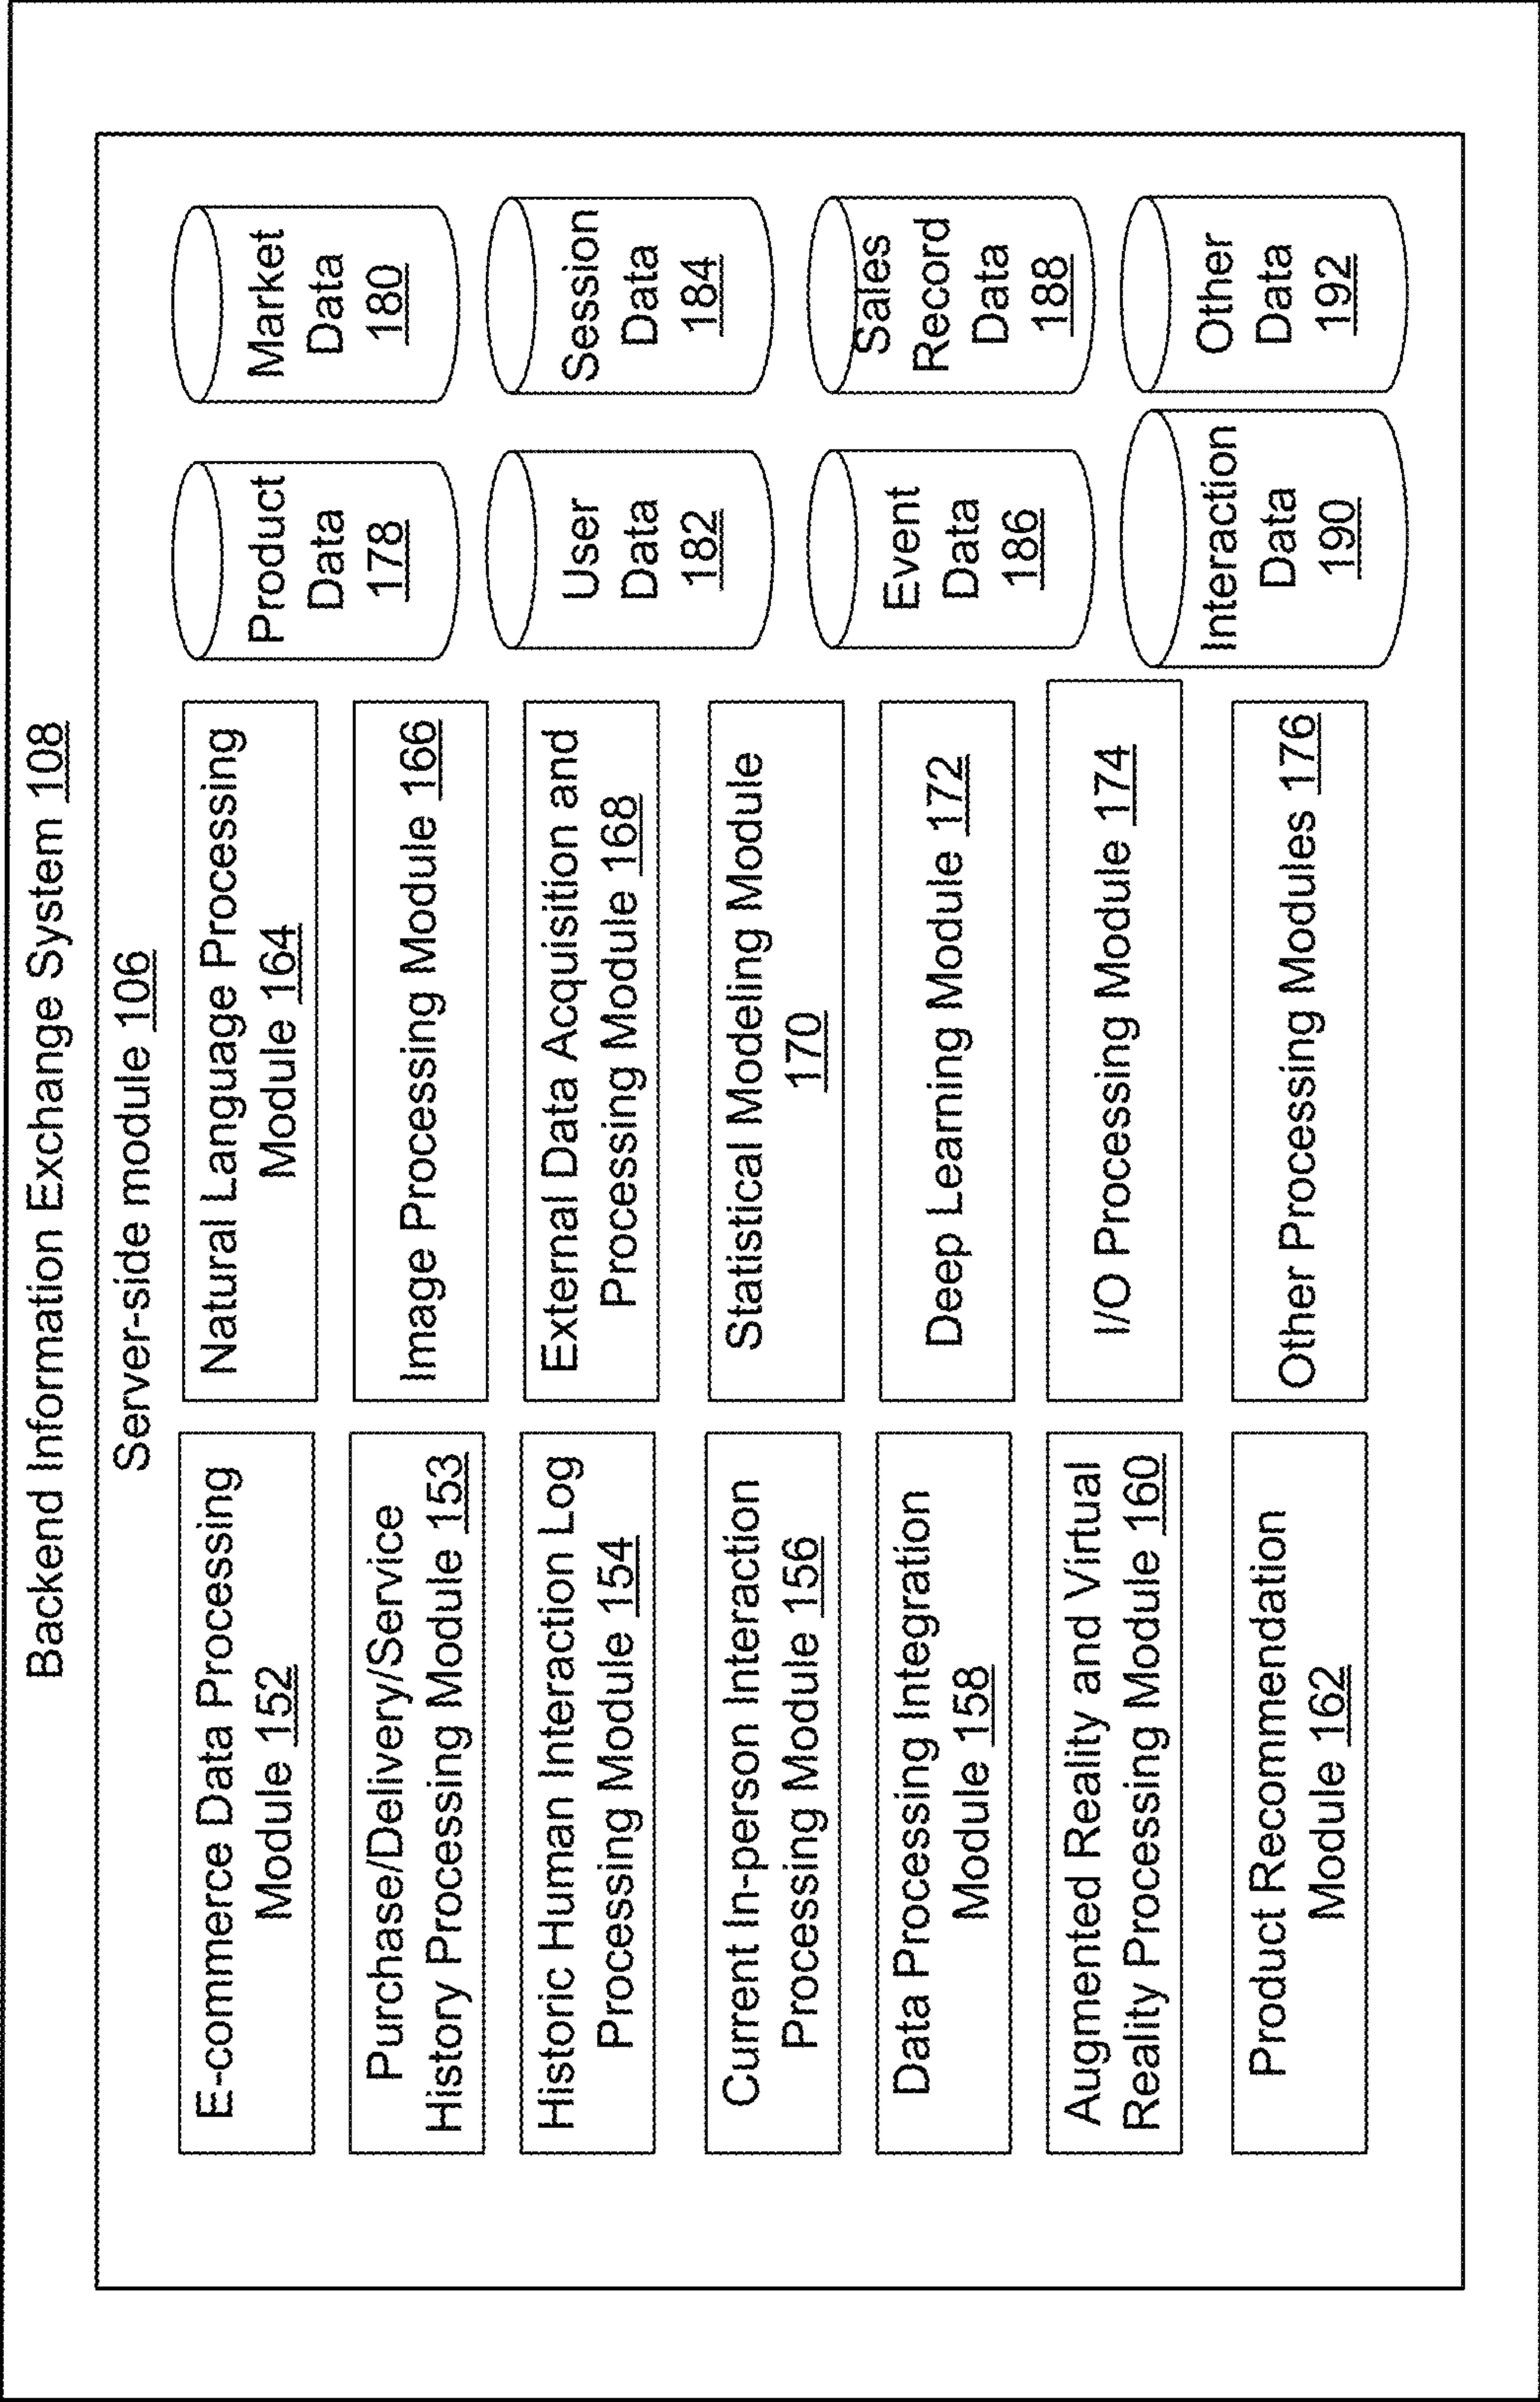 Backend Information Exchange System 108
Server-side module 106
E-commerce Data Processing
Module 152
Purchase/Delivery/Service
History Processing Module 153
Historic Human Interaction Log
Processing Module 154
Current In-person Interaction
Processing Module 156
Data Processing Integration
Module 158
Augmented Reality and Virtual
Reality Processing Module 160
Product Recommendation
Module 162
Natural Language Processing
Module 164
Image Processing Module 166
External Data Acquisition and
Processing Module 168
Statistical Modeling Module
170
Deep Learning Module 172
I/O Processing Module 174
Other Processing Modules 176
Product
Data
178
Market
Data
180
User
Data
182
Session
Data
184
Event
Data
186
Sales
Record
Data
188
Interaction
Data
190
Other
Data
192